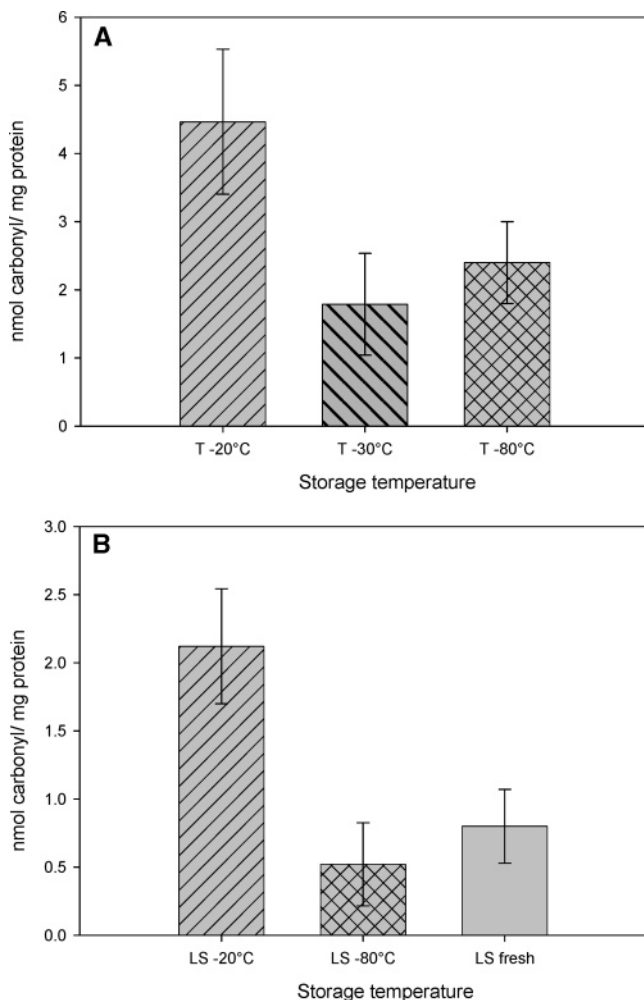 A
6
5
4
3
2
1
0
nmol carbonyl/ mg protein
T -20°C T -30°C T -80°C
Storage temperature
B
3.0
2.5
2.0
1.5
1.0
0.5
0.0
nmol carbonyl/ mg protein
LS -20°C LS -80°C LS fresh
Storage temperature